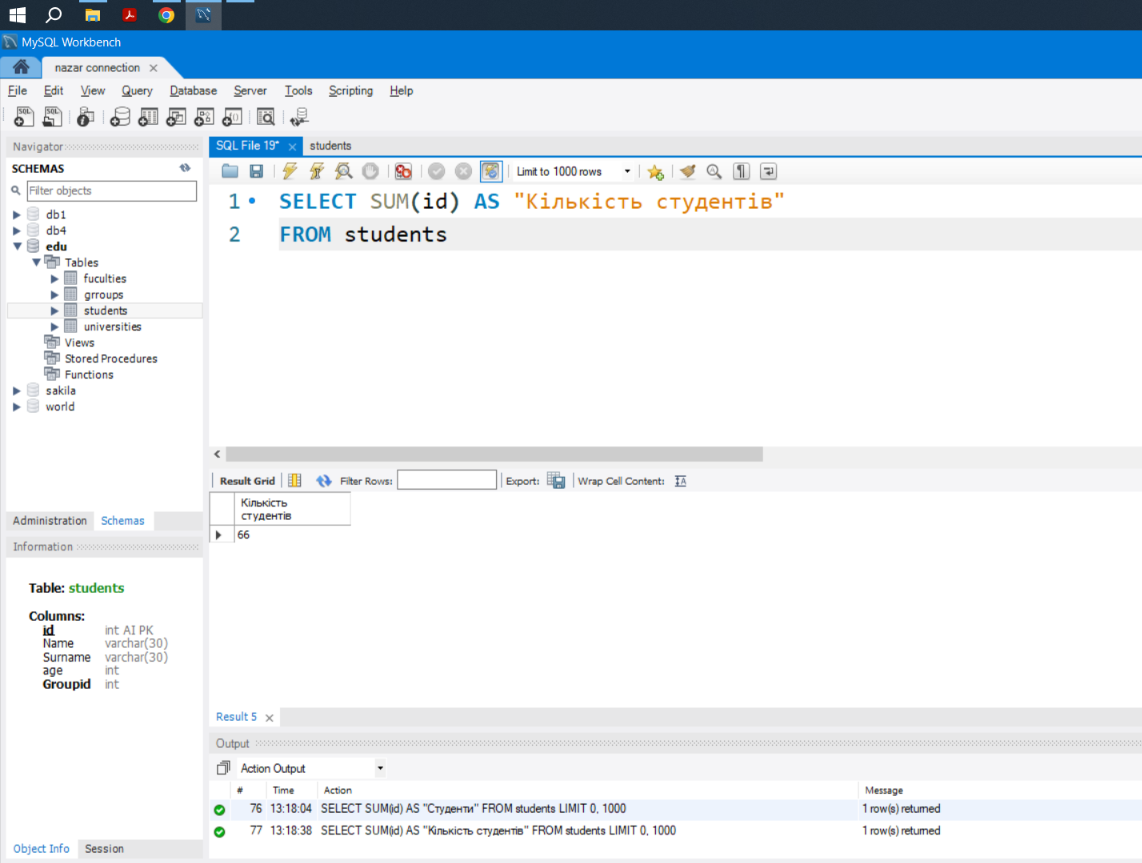 MySQL Workbench
nazar connection
File Edit View Query Database Server Tools Scripting Help
Navigator
SCHEMAS
Filter objects
db1
db4
edu
Tables
fuculties
grroups
students
universities
Views
Stored Procedures
Functions
sakila
world
Administration Schemas
Information
Table: students
Columns:
id int AI PK
Name varchar(30)
Surname varchar(30)
age int
Groupid int
Object Info Session
SQL File 19* students
Limit to 1000 rows
1 SELECT SUM(id) AS "Кількість студентів"
2 FROM students
Result Grid Filter Rows: Export: Wrap Cell Content:
Кількість
студентів
66
Result 5
Output
Action Output
# Time Action Message
76 13:18:04 SELECT SUM(id) AS "Студенти" FROM students LIMIT 0, 1000 1 row(s) returned
77 13:18:38 SELECT SUM(id) AS "Кількість студентів" FROM students LIMIT 0, 1000 1 row(s) returned